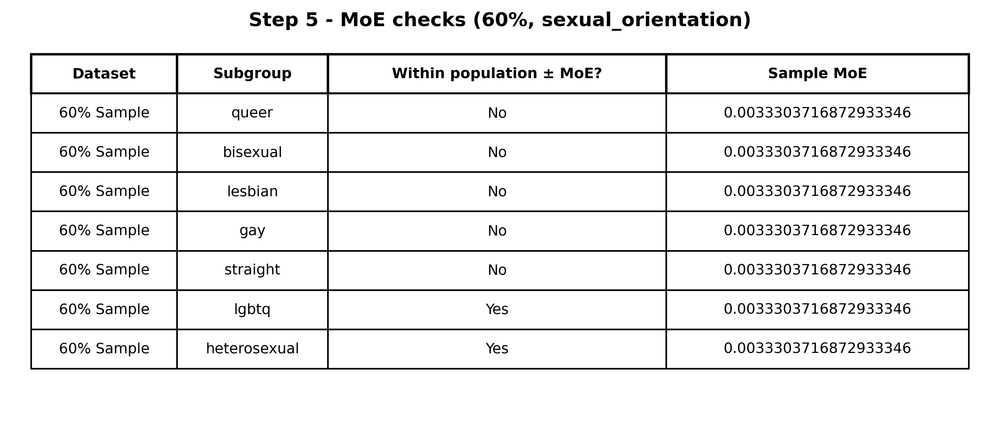 Step 5 - MoE checks (60%, sexual_orientation)
Dataset Subgroup Within population ± MoE? Sample MoE
60% Sample queer No 0.0033303716872933346
60% Sample bisexual No 0.0033303716872933346
60% Sample lesbian No 0.0033303716872933346
60% Sample gay No 0.0033303716872933346
60% Sample straight No 0.0033303716872933346
60% Sample lgbtq Yes 0.0033303716872933346
60% Sample heterosexual Yes 0.0033303716872933346